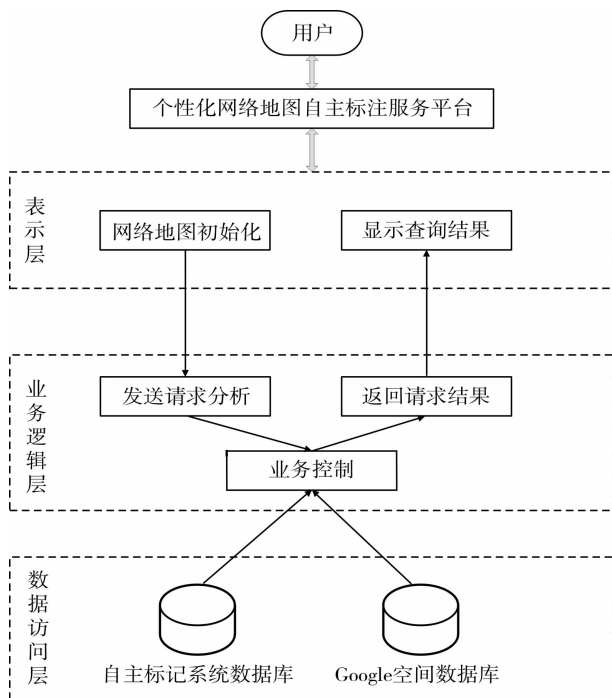 用户
个性化网络地图自主标注服务平台
表示层
网络地图初始化
显示查询结果
业务逻辑层
发送请求分析
返回请求结果
业务控制
数据访问层
自主标记系统数据库
Google空间数据库